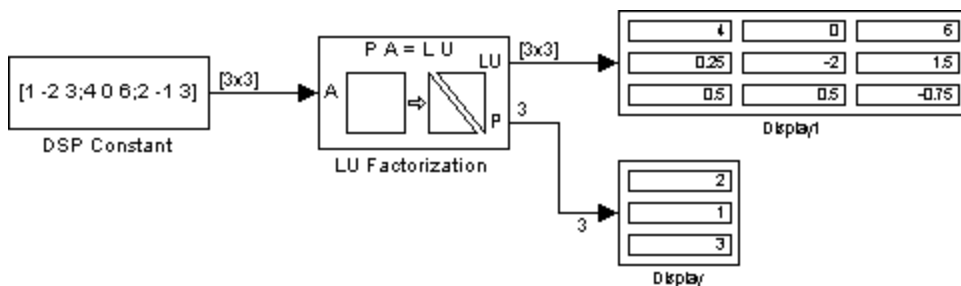 [1 -2 3;4 0 6;2 -1 3]
DSP Constant
[3x3]
P A = L U
A
LU
P
LU Factorization
[3x3]
3
3
4 0 6
0.25 -2 1.5
0.5 0.5 -0.75
Display1
2
1
3
Display